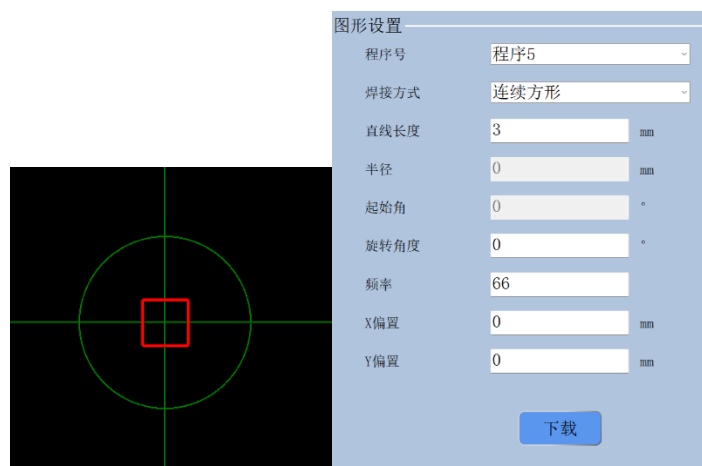 图形设置
程序号 程序5
焊接方式 连续方形
直线长度 3 mm
半径 0 mm
起始角 0 °
旋转角度 0 °
频率 66
X偏置 0 mm
Y偏置 0 mm
下载